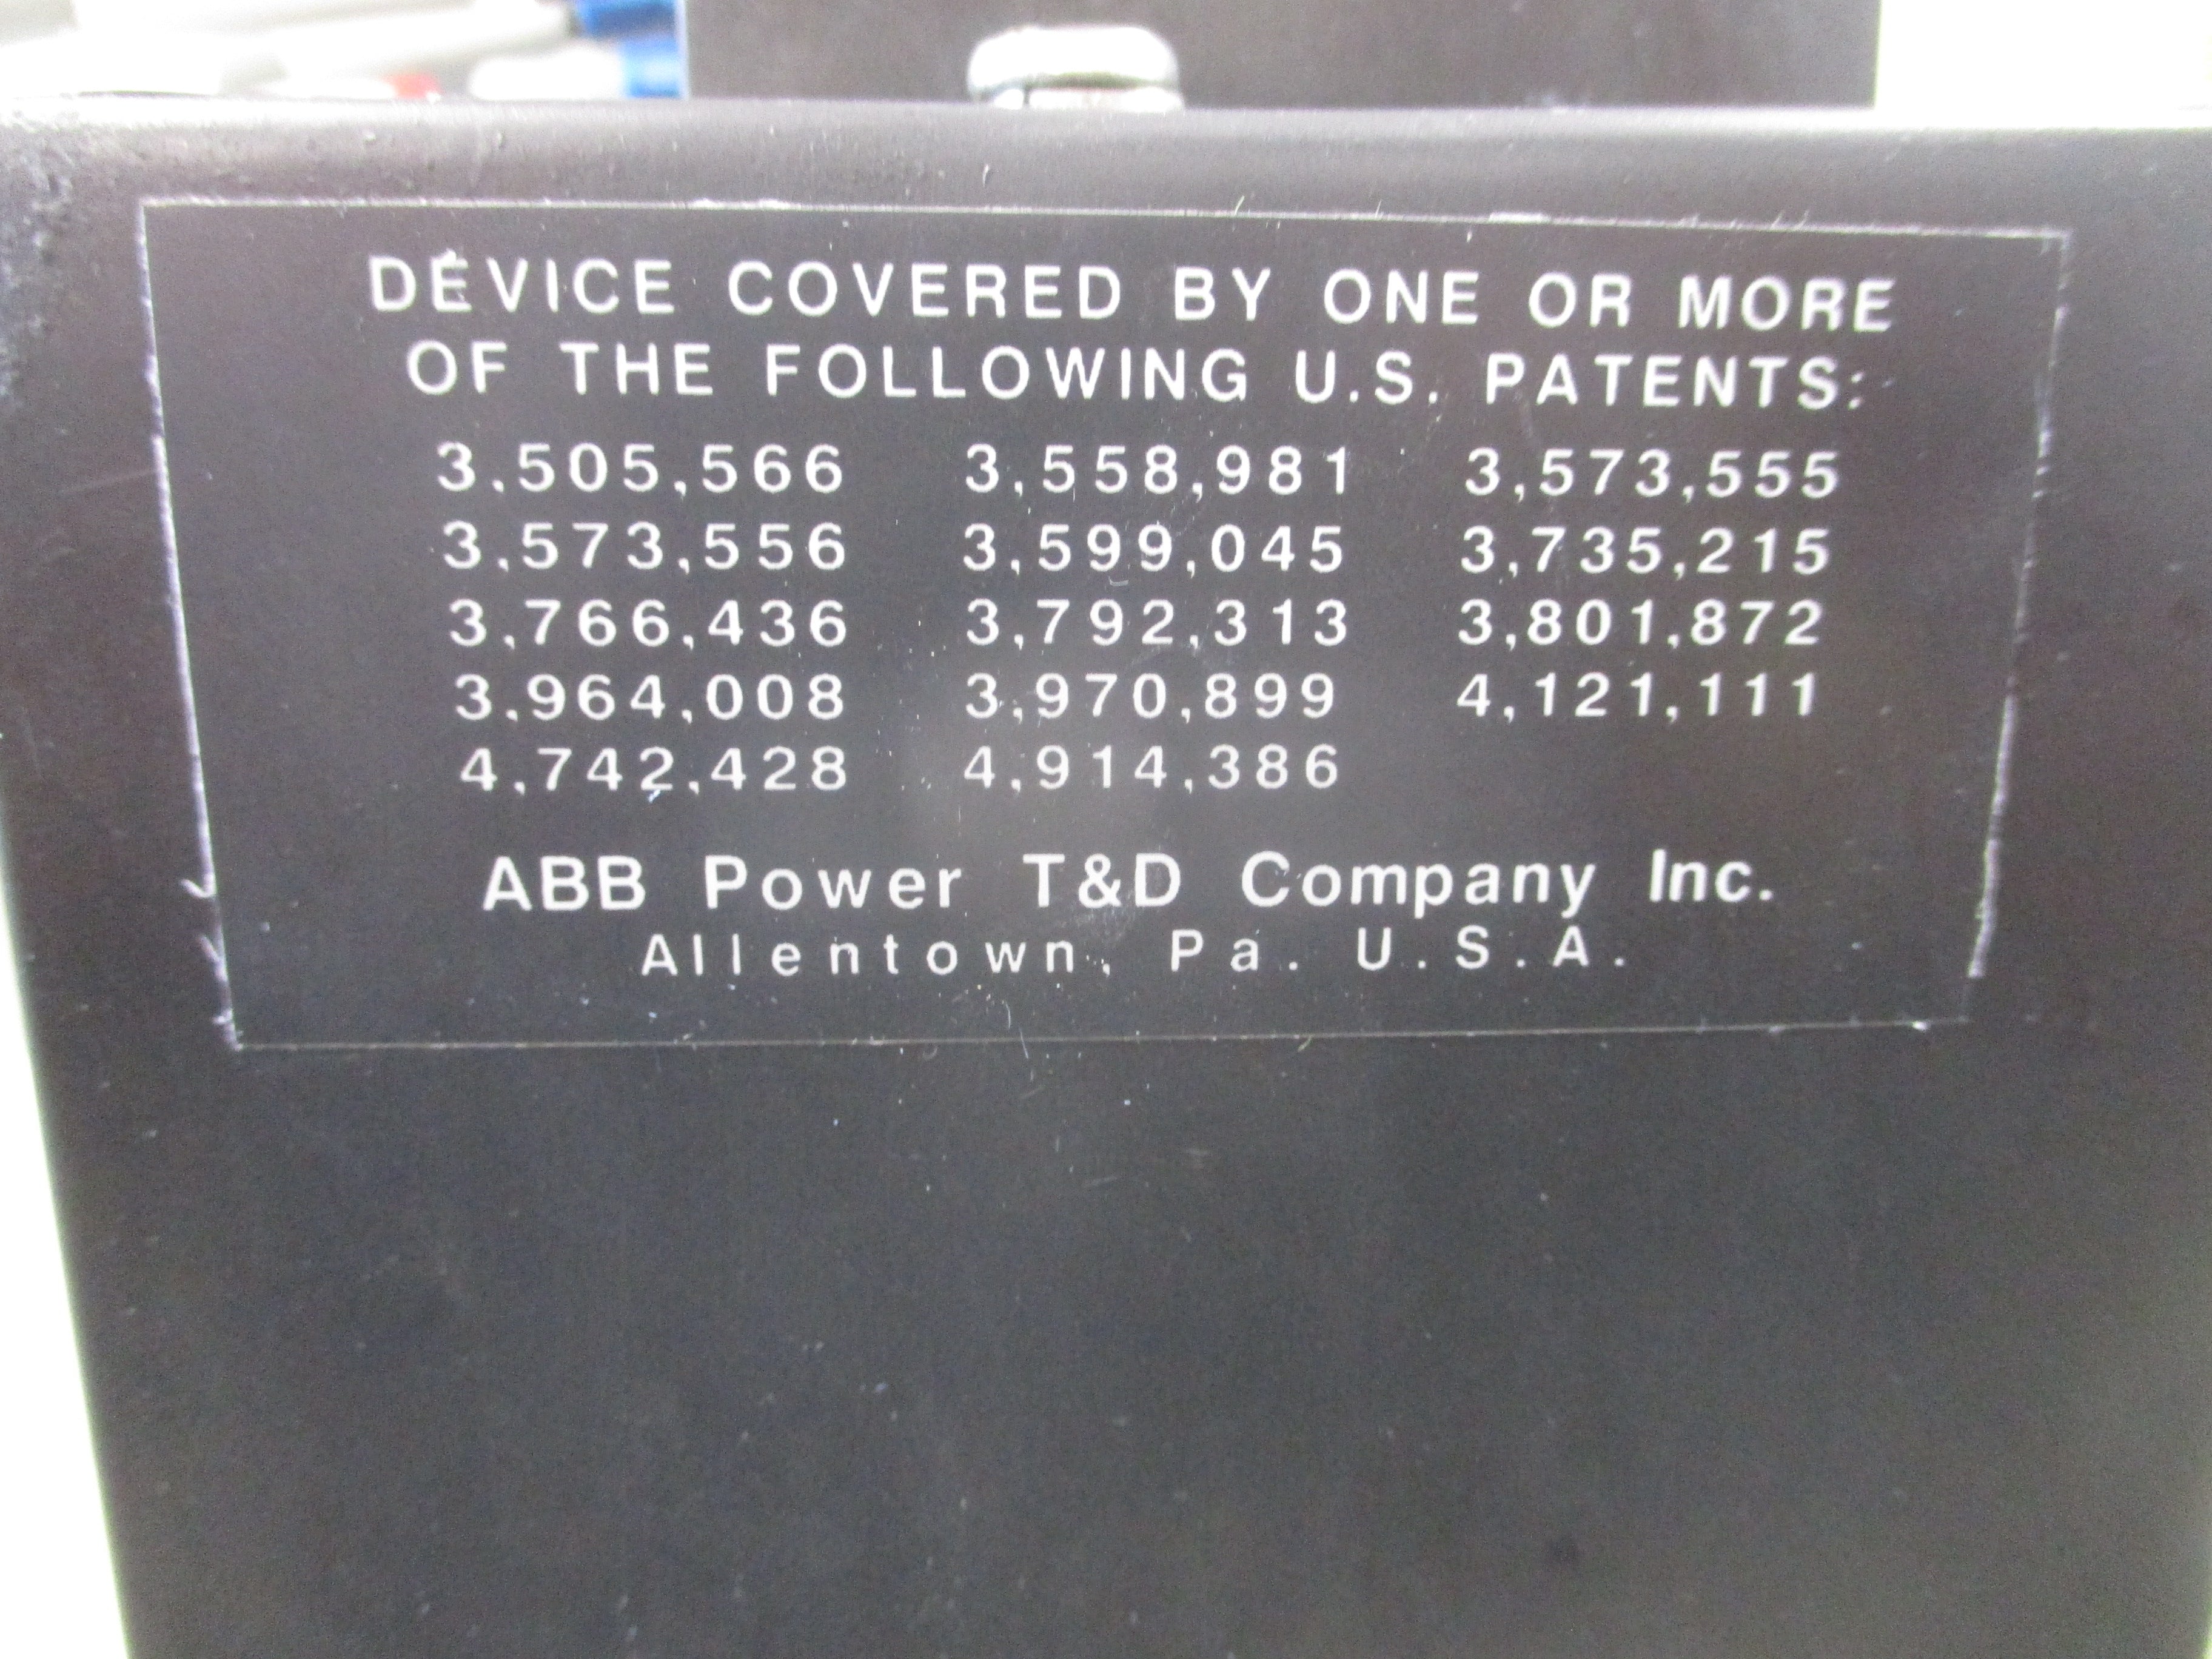 DEVICE COVERED BY ONE OR MORE
OF THE FOLLOWING U.S. PATENTS:
3,505,566 3,558,981 3,573,555
3,573,556 3,599,045 3,735,215
3,766,436 3,792,313 3,801,872
3,964,008 3,970,899 4,121,111
4,742,428 4,914,386
ABB Power T&D Company Inc.
Allentown, Pa. U.S.A.